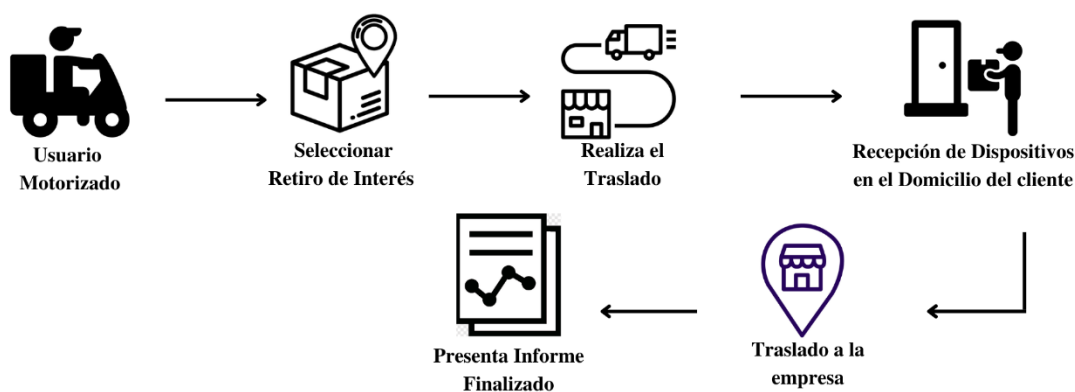 Usuario
Motorizado
Seleccionar
Retiro de Interés
Realiza el
Traslado
Recepción de Dispositivos
en el Domicilio del cliente
Traslado a la
empresa
Presenta Informe
Finalizado